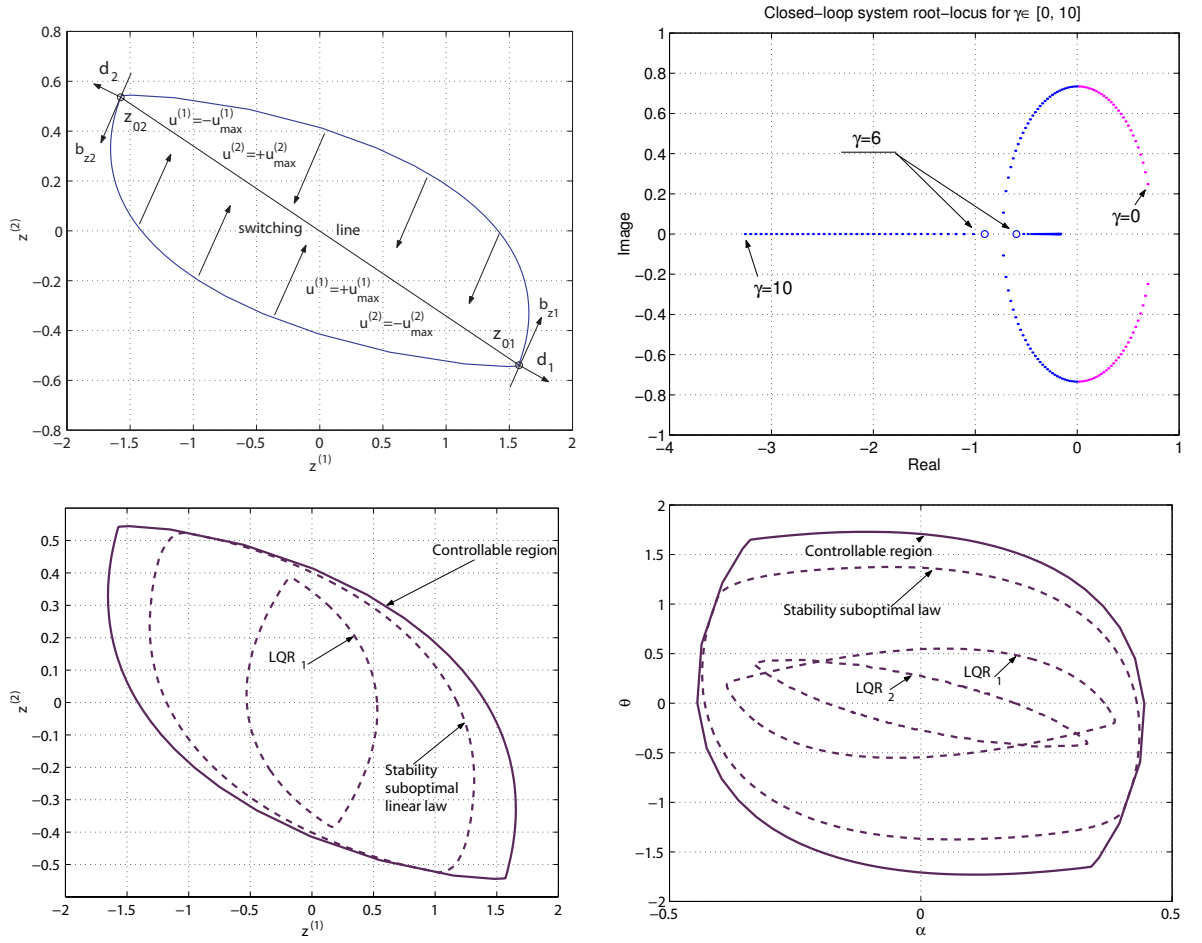 0.8
0.6
0.4
0.2
0
−0.2
−0.4
−0.6
−0.8
−2
−1.5
−1
−0.5
0
0.5
1
1.5
2
z(2)
z(1)
d2
z02
bz2
u(1)=−u(1)max
u(2)=+u(2)max
switching line
u(1)=+u(1)max
u(2)=−u(2)max
bz1
z01
d1
Closed−loop system root−locus for γ∈ [0, 10]
1
0.8
0.6
0.4
0.2
0
−0.2
−0.4
−0.6
−0.8
−1
−4
−3
−2
−1
0
1
Image
Real
γ=6
γ=0
γ=10
0.5
0.4
0.3
0.2
0.1
0
−0.1
−0.2
−0.3
−0.4
−0.5
−2
−1.5
−1
−0.5
0
0.5
1
1.5
2
z(2)
z(1)
Controllable region
LQR 1
Stability
suboptimal
linear law
2
1.5
1
0.5
0
−0.5
−1
−1.5
−2
−0.5
0
0.5
θ
α
Controllable region
Stability suboptimal law
LQR 1
LQR 2